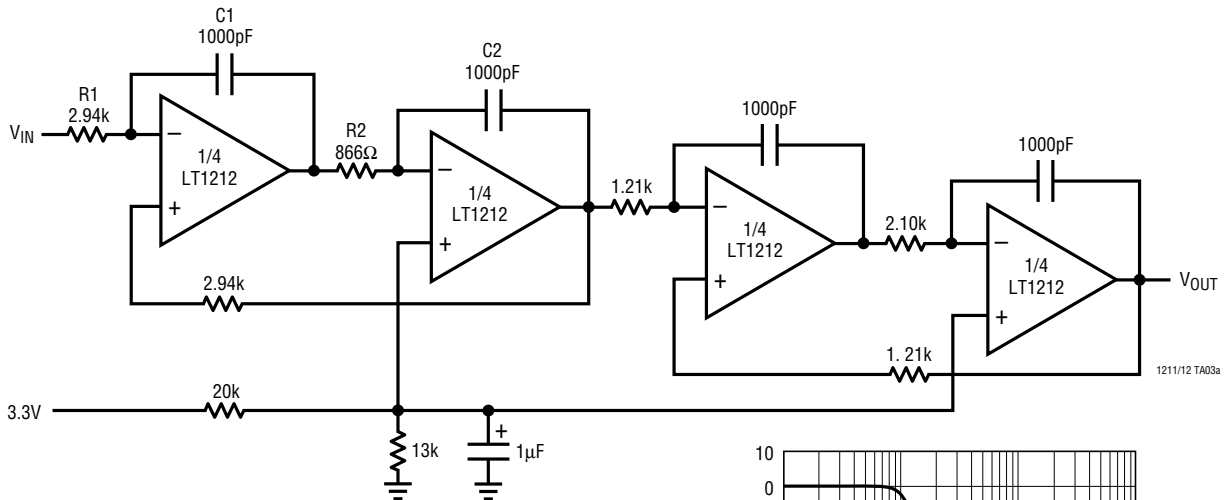 C1
1000pF
C2
1000pF
R1
2.94k
VIN
−
+
1/4
LT1212
R2
866Ω
−
+
1/4
LT1212
2.94k
1000pF
1.21k
−
+
1/4
LT1212
1000pF
2.10k
−
+
1/4
LT1212
VOUT
1. 21k
1211/12 TA03a
3.3V
20k
13k
+
1µF
10
0